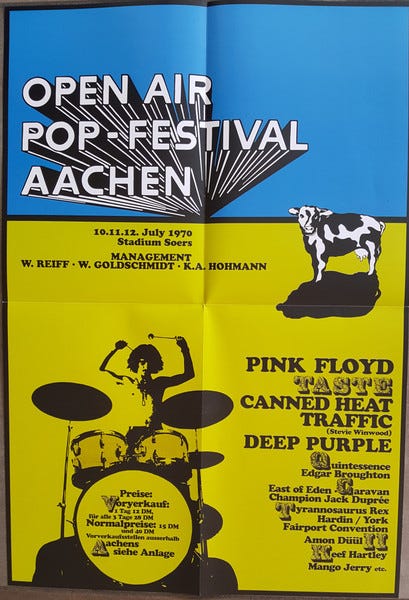 OPEN AIR
POP-FESTIVAL
AACHEN
10.11.12. July 1970
Stadium Soers
MANAGEMENT
W. REIFF · W. GOLDSCHMIDT · K.A. HOHMANN
PINK FLOYD
TASTE
CANNED HEAT
TRAFFIC
(Stevie Winwood)
DEEP PURPLE
Quintessence
Edgar Broughton
East of Eden Caravan
Champion Jack Duprée
Tyrannosaurus Rex
Hardin / York
Fairport Convention
Amon Düül II
Keef Hartley
Mango Jerry etc.
Preise:
Vorverkauf:
1 Tag 12 DM,
für alle 3 Tage 28 DM
Normalpreise: 15 DM
und 40 DM
Vorverkaufsstellen ausserhalb
Aachens
siehe Anlage